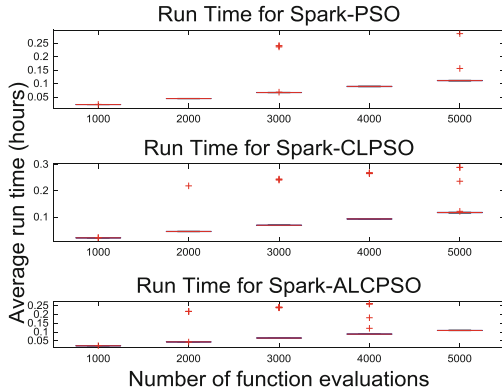 Run Time for Spark-PSO
0.25
0.2
0.15
0.1
0.05
1000 2000 3000 4000 5000
Run Time for Spark-CLPSO
0.3
0.2
0.1
1000 2000 3000 4000 5000
Run Time for Spark-ALCPSO
0.25
0.2
0.15
0.1
0.05
1000 2000 3000 4000 5000
Average run time (hours)
Number of function evaluations